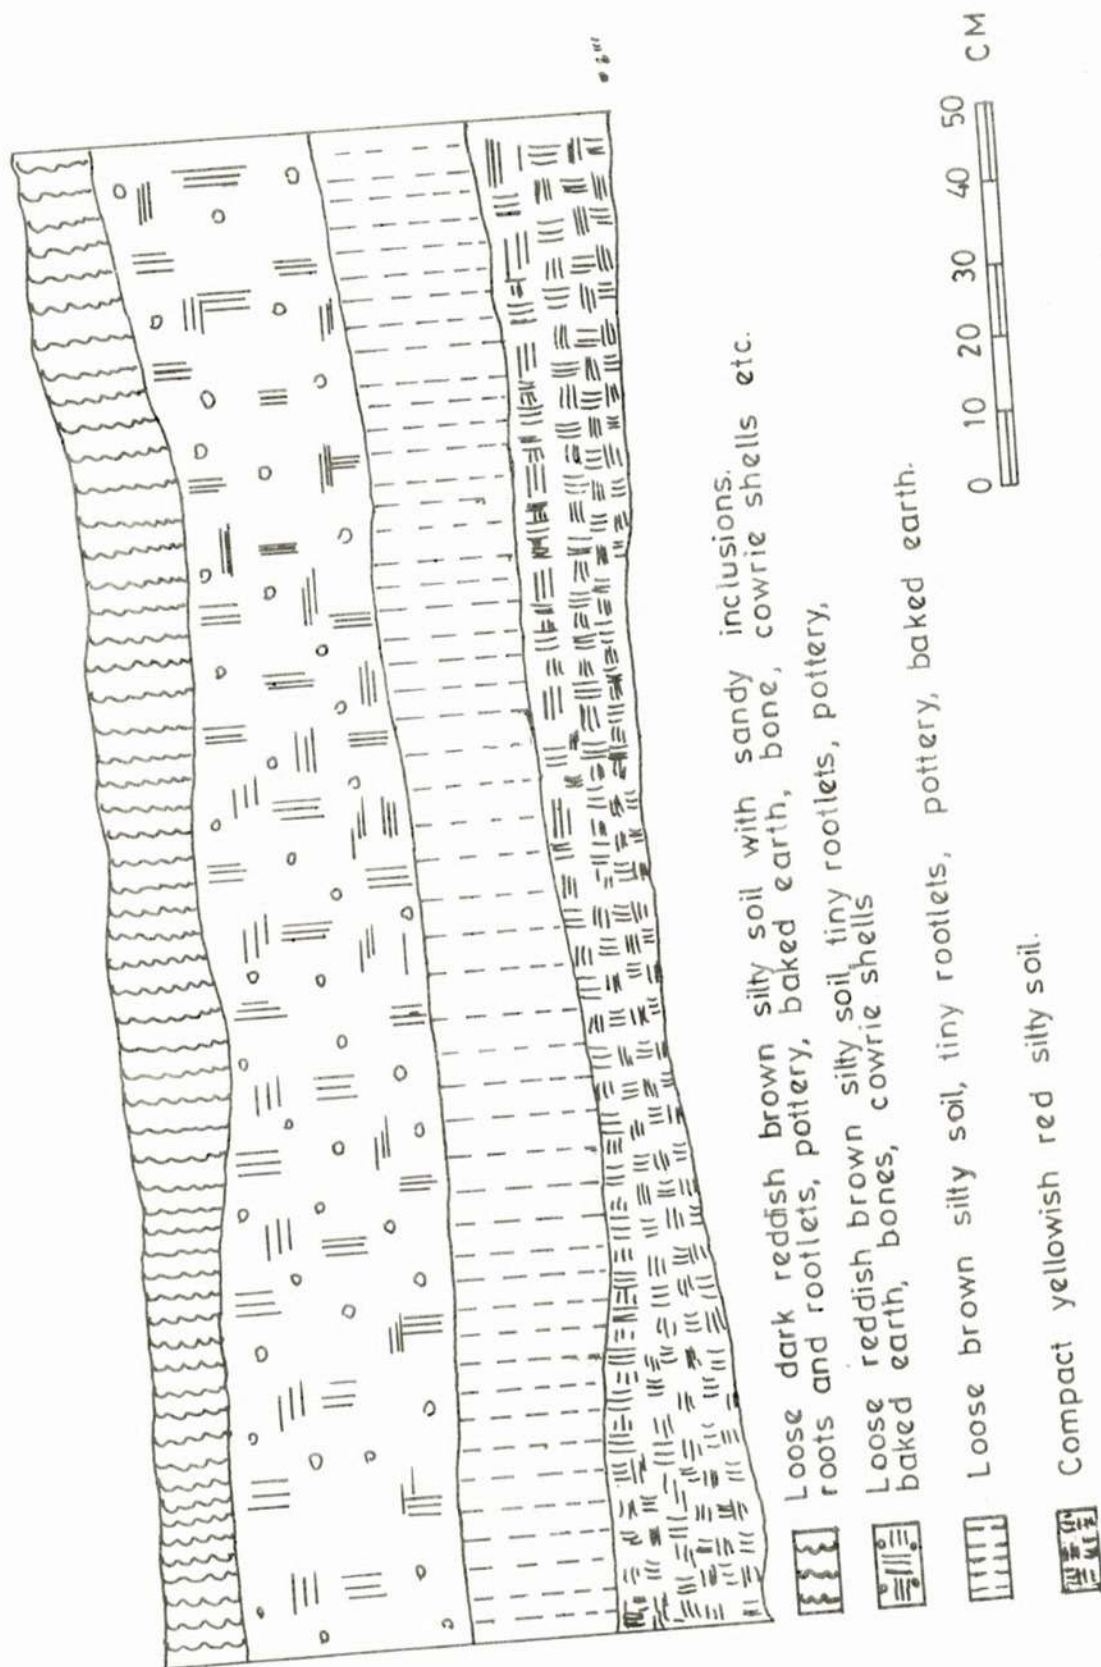 Loose dark reddish brown silty soil with sandy inclusions.
roots and rootlets, pottery, baked earth, bone, cowrie shells etc.
Loose reddish brown silty soil, tiny rootlets, pottery,
baked earth, bones, cowrie shells
Loose brown silty soil, tiny rootlets, pottery, baked earth.
Compact yellowish red silty soil.
0 10 20 30 40 50 CM